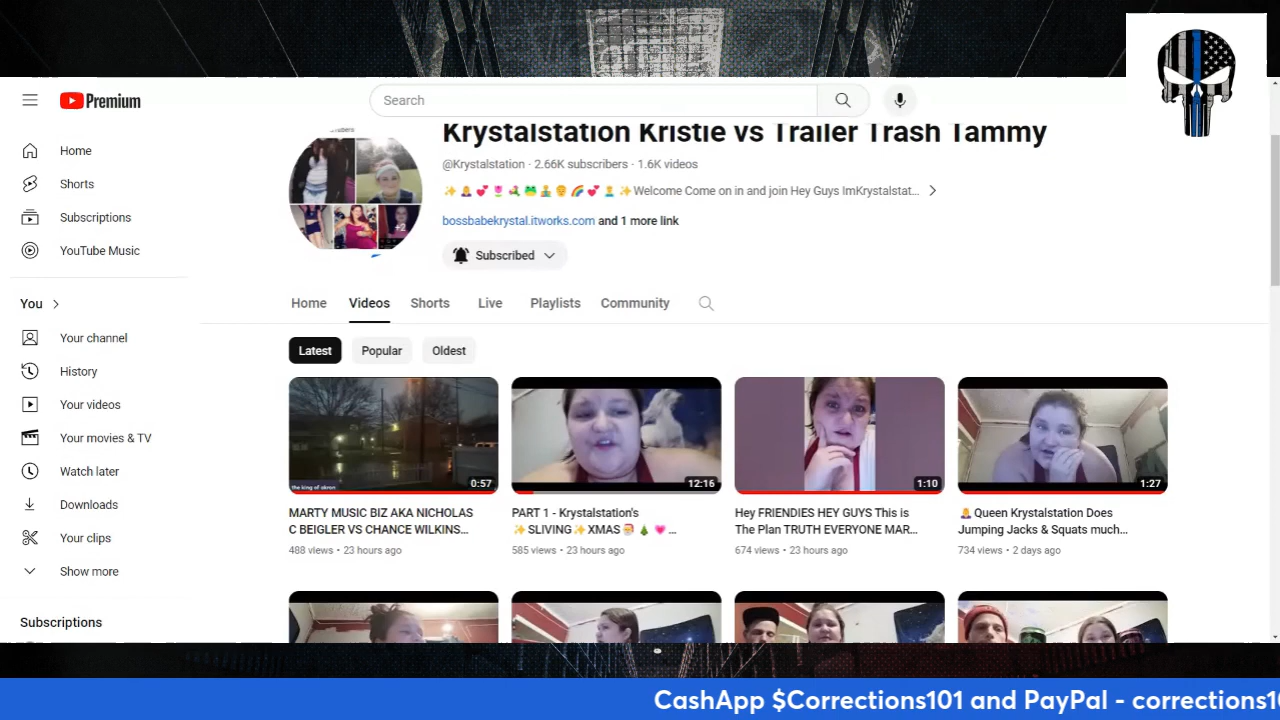 Premium
Search
Krystalstation Kristie vs Trailer Trash Tammy
@Krystalstation · 2.66K subscribers · 1.6K videos
Welcome Come on in and join Hey Guys ImKrystalstat...
bossbabekrystal.itworks.com and 1 more link
Subscribed
+2
Home
Shorts
Subscriptions
YouTube Music
You
Your channel
History
Your videos
Your movies & TV
Watch later
Downloads
Your clips
Show more
Subscriptions
Home Videos Shorts Live Playlists Community
Latest Popular Oldest
the king of akron
0:57
MARTY MUSIC BIZ AKA NICHOLAS
C BEIGLER VS CHANCE WILKINS...
488 views • 23 hours ago
12:16
PART 1 - Krystalstation's
✨SLIVING✨XMAS 🎅 🎄 💗 ...
585 views • 23 hours ago
1:10
Hey FRIENDIES HEY GUYS This is
The Plan TRUTH EVERYONE MAR...
674 views • 23 hours ago
1:27
Queen Krystalstation Does
Jumping Jacks & Squats much...
734 views • 2 days ago
CashApp $Corrections101 and PayPal - corrections10